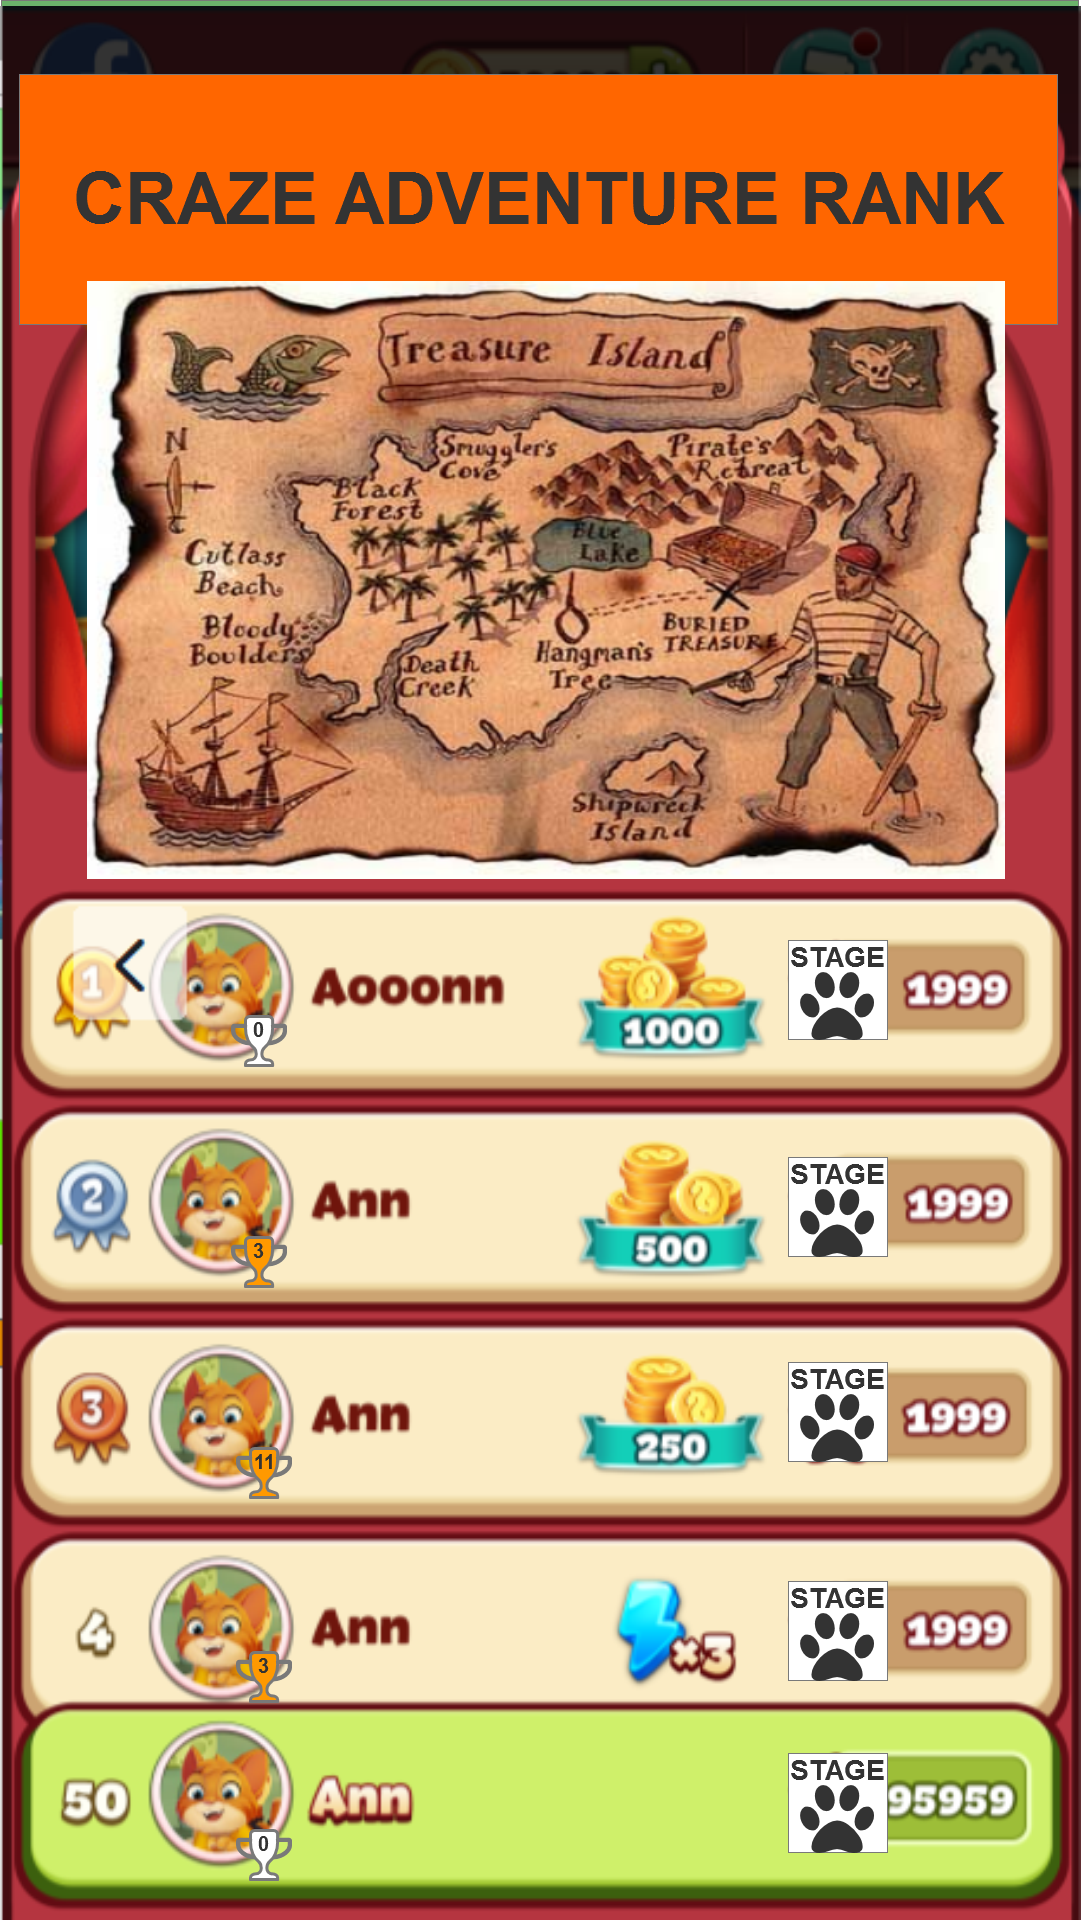 CRAZE ADVENTURE RANK
Treasure Island
N
Smuggler's
Cove
Pirate's
Retreat
Black
Forest
Blue
Lake
Cutlass
Beach
Bloody
Boulders
BURIED
TREASURE
Hangman's
Tree
Death
Creek
Shipwreck
Island
1
0
Aooonn
1000
STAGE
1999
2
3
Ann
500
STAGE
1999
3
11
Ann
250
STAGE
1999
4
3
Ann
×3
STAGE
1999
50
0
Ann
STAGE
95959